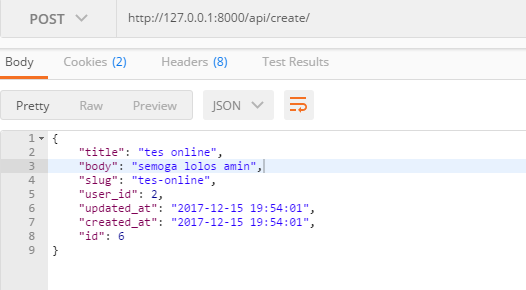 POST http://127.0.0.1:8000/api/create/
Body Cookies (2) Headers (8) Test Results
Pretty Raw Preview JSON
1 {
2 "title": "tes online",
3 "body": "semoga lolos amin",
4 "slug": "tes-online",
5 "user_id": 2,
6 "updated_at": "2017-12-15 19:54:01",
7 "created_at": "2017-12-15 19:54:01",
8 "id": 6
9 }